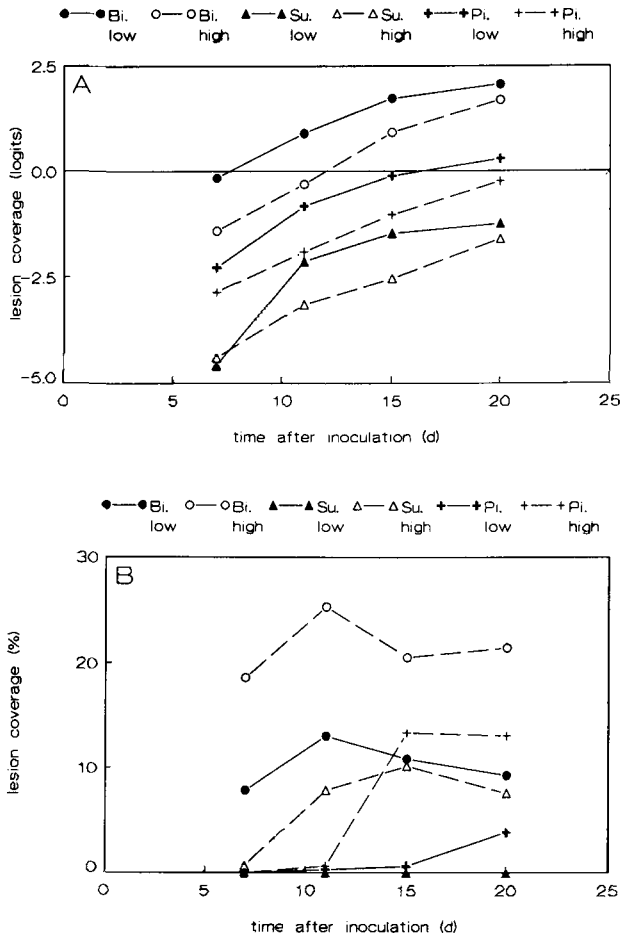 Bi. low Bi. high Su. low Su. high Pi. low Pi. high
A
lesion coverage (logits)
2.5
0.0
-2.5
-5.0
0 5 10 15 20 25
time after inoculation (d)
Bi. low Bi. high Su. low Su. high Pi. low Pi. high
B
lesion coverage (%)
30
20
10
0
0 5 10 15 20 25
time after inoculation (d)